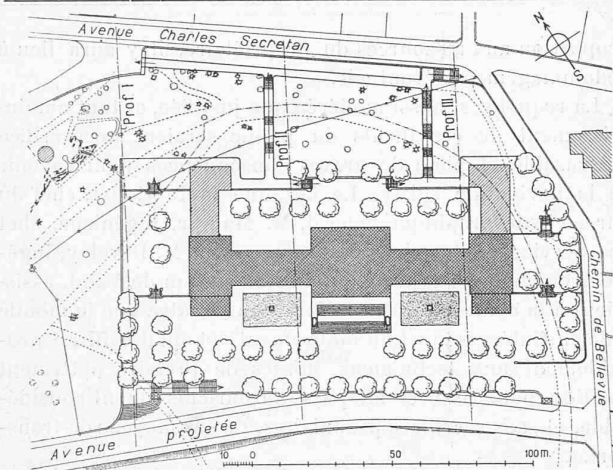 Avenue Charles Secretan
N
S
Prof. I
Prof. II
Prof. III
Chemin de Bellevue
Avenue projetée
10 0 50 100 m.